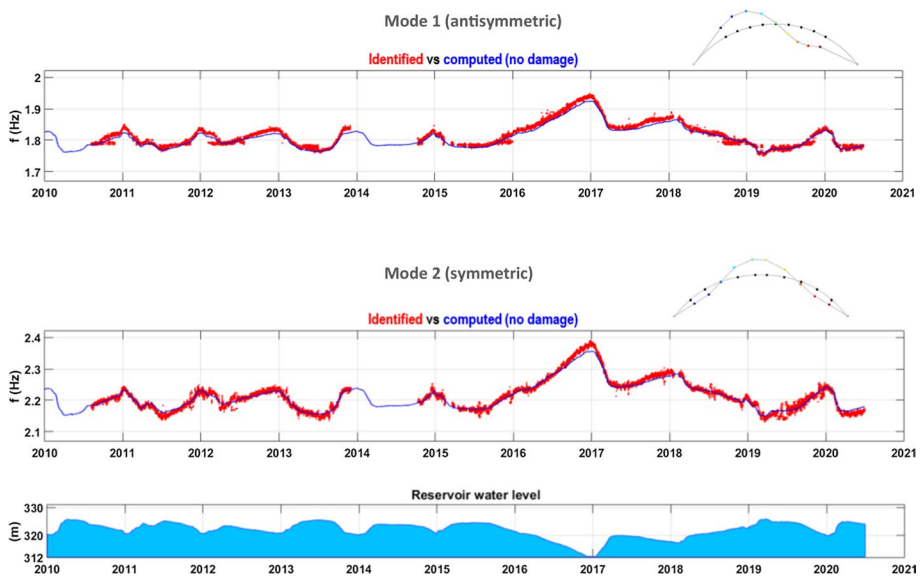 Mode 1 (antisymmetric)
Identified vs computed (no damage)
f (Hz)
2
1.9
1.8
1.7
2010 2011 2012 2013 2014 2015 2016 2017 2018 2019 2020 2021
Mode 2 (symmetric)
Identified vs computed (no damage)
f (Hz)
2.4
2.3
2.2
2.1
2010 2011 2012 2013 2014 2015 2016 2017 2018 2019 2020 2021
Reservoir water level
(m)
330
320
312
2010 2011 2012 2013 2014 2015 2016 2017 2018 2019 2020 2021